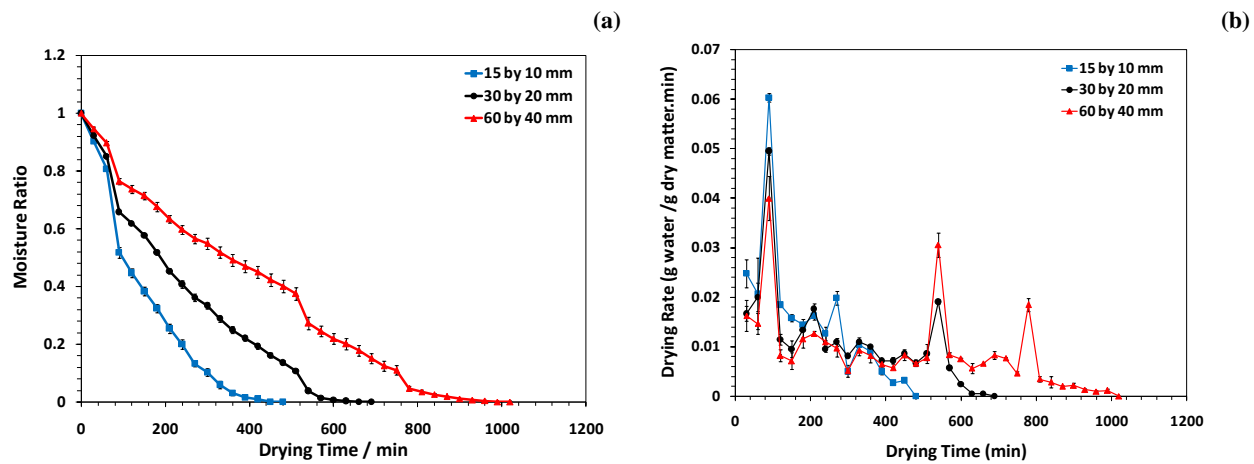 (a)
1.2
1
0.8
0.6
0.4
0.2
0
Moisture Ratio
15 by 10 mm
30 by 20 mm
60 by 40 mm
0 200 400 600 800 1000 1200
Drying Time / min
(b)
0.07
0.06
0.05
0.04
0.03
0.02
0.01
0
Drying Rate (g water /g dry matter.min)
15 by 10 mm
30 by 20 mm
60 by 40 mm
0 200 400 600 800 1000 1200
Drying Time (min)